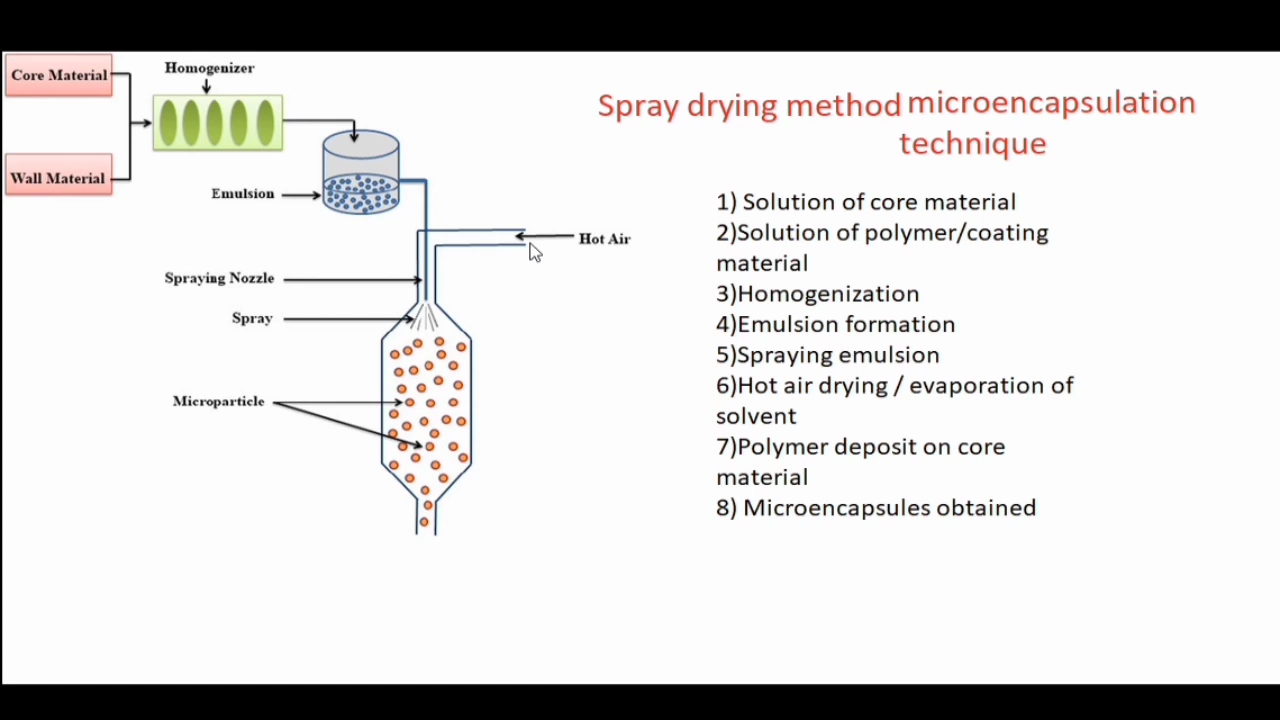 Core Material
Homogenizer
Wall Material
Emulsion
Hot Air
Spraying Nozzle
Spray
Microparticle
Spray drying method microencapsulation
technique
1) Solution of core material
2)Solution of polymer/coating
material
3)Homogenization
4)Emulsion formation
5)Spraying emulsion
6)Hot air drying / evaporation of
solvent
7)Polymer deposit on core
material
8) Microencapsules obtained